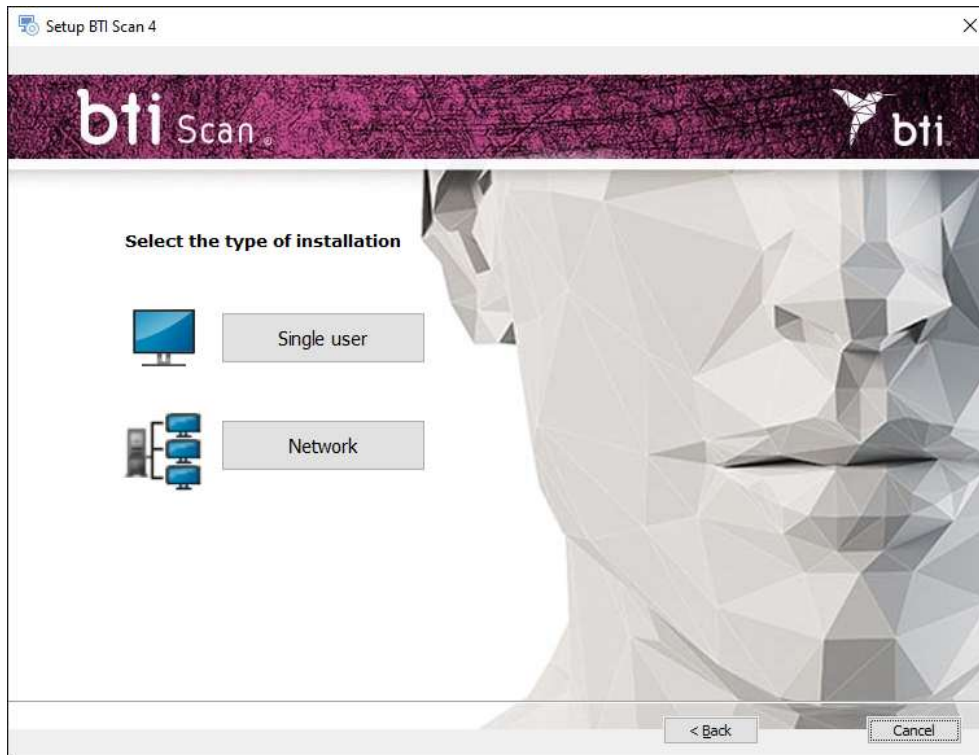 Setup BTI Scan 4
bti Scan®
bti
Select the type of installation
Single user
Network
< Back
Cancel